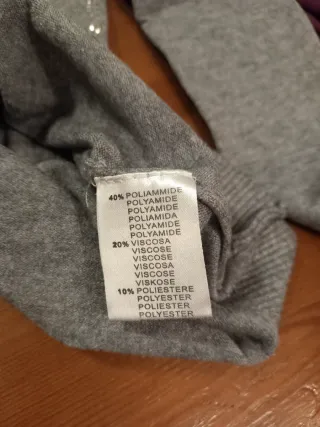 40% POLIAMMIDE
POLYAMIDE
POLYAMIDE
POLIAMIDA
POLYAMIDE
POLYAMIDE
20% VISCOSA
VISCOSE
VISCOSE
VISCOSA
VISCOSE
VISKOSE
10% POLIESTERE
POLYESTER
POLIESTER
POLYESTER